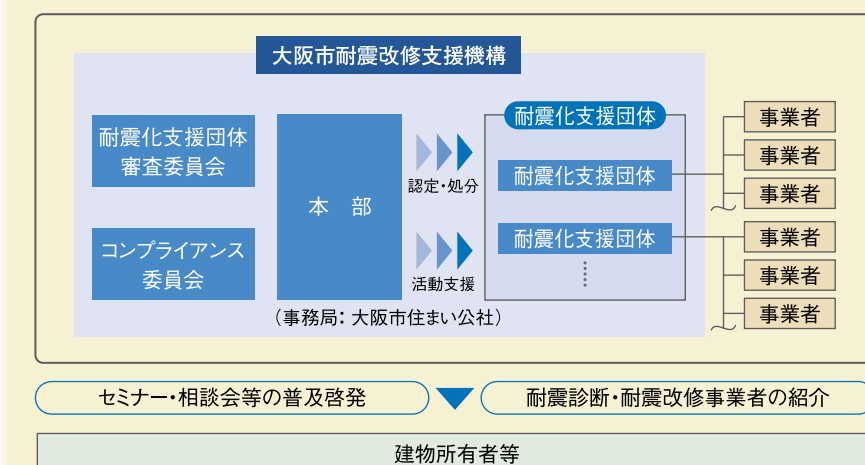 大阪市耐震改修支援機構
耐震化支援団体
審査委員会
コンプライアンス
委員会
本 部
認定・処分
活動支援
(事務局：大阪市住まい公社)
耐震化支援団体
耐震化支援団体
耐震化支援団体
事業者
事業者
事業者
事業者
事業者
事業者
セミナー・相談会等の普及啓発
耐震診断・耐震改修事業者の紹介
建物所有者等